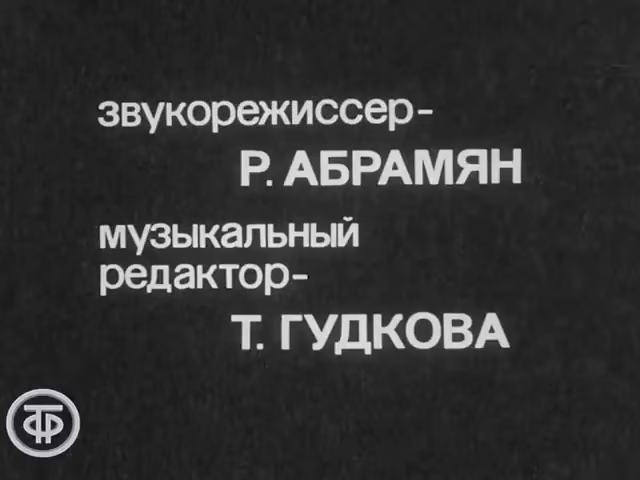 звукорежиссер-
Р. АБРАМЯН
музыкальный
редактор-
Т. ГУДКОВА